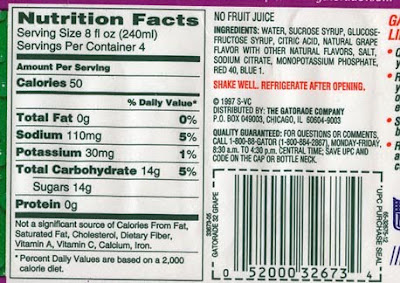 Nutrition Facts
Serving Size 8 fl oz (240ml)
Servings Per Container 4
Amount Per Serving
Calories 50
% Daily Value*
Total Fat 0g 0%
Sodium 110mg 5%
Potassium 30mg 1%
Total Carbohydrate 14g 5%
Sugars 14g
Protein 0g
Not a significant source of Calories From Fat,
Saturated Fat, Cholesterol, Dietary Fiber,
Vitamin A, Vitamin C, Calcium, Iron.
* Percent Daily Values are based on a 2,000
calorie diet.
NO FRUIT JUICE
INGREDIENTS: WATER, SUCROSE SYRUP, GLUCOSE-
FRUCTOSE SYRUP, CITRIC ACID, NATURAL GRAPE
FLAVOR WITH OTHER NATURAL FLAVORS, SALT,
SODIUM CITRATE, MONOPOTASSIUM PHOSPHATE,
RED 40, BLUE 1.
SHAKE WELL. REFRIGERATE AFTER OPENING.
© 1997 S-VC
DISTRIBUTED BY: THE GATORADE COMPANY
P.O. BOX 049003, CHICAGO, IL 60604-9003
QUALITY GUARANTEED: FOR QUESTIONS OR COMMENTS,
CALL 1-800-88-GATOR (1-800-884-2867), MONDAY-FRIDAY,
8:30 a.m. TO 4:30 p.m. CENTRAL TIME; SAVE UPC AND
CODE ON THE CAP OR BOTTLE NECK.
GATORADE 32 GRAPE
0 52000 32673 4
UPC PURCHASE SEAL
GA